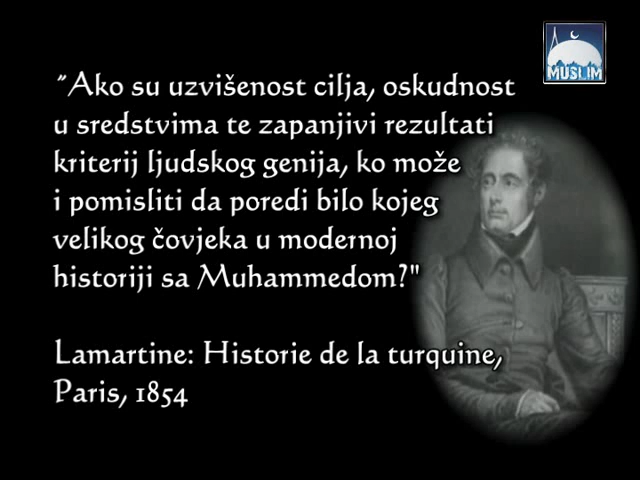 MUSLIM
"Ako su uzvišenost cilja, oskudnost
u sredstvima te zapanjivi rezultati
kriterij ljudskog genija, ko može
i pomisliti da poredi bilo kojeg
velikog čovjeka u modernoj
historiji sa Muhammedom?"
Lamartine: Historie de la turquine,
Paris, 1854